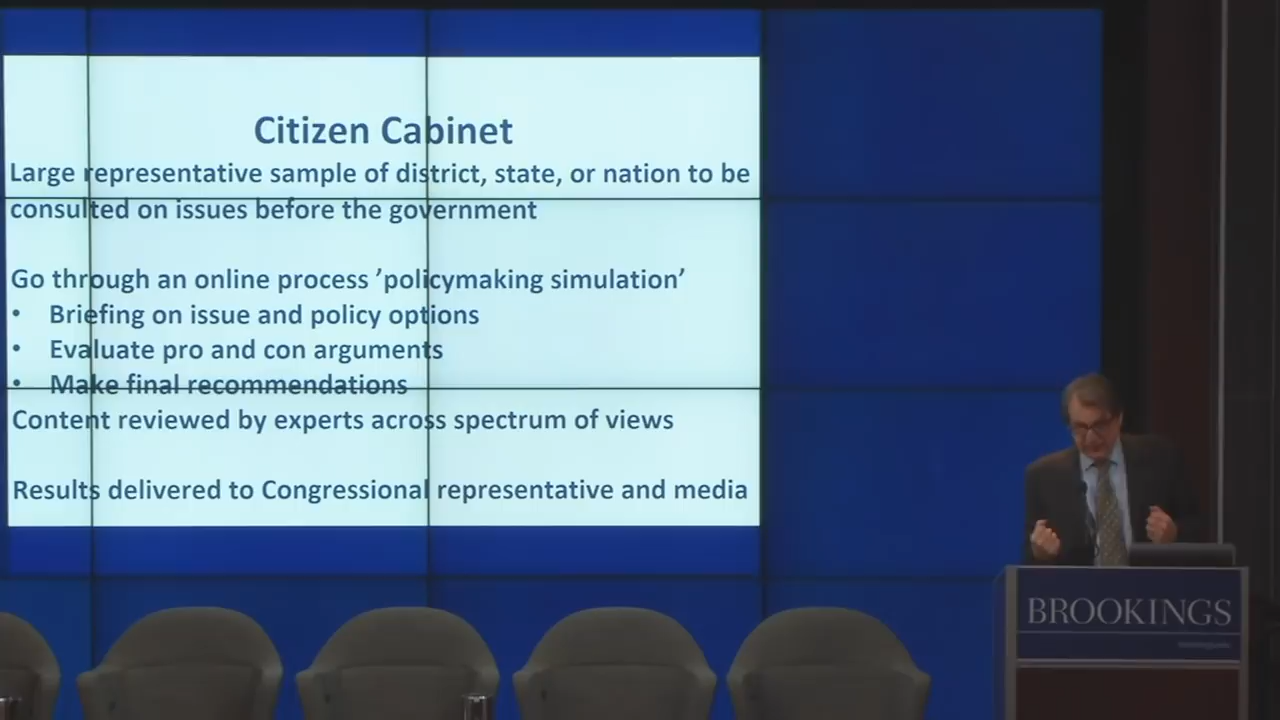 Citizen Cabinet
Large representative sample of district, state, or nation to be
consulted on issues before the government
Go through an online process ’policymaking simulation’
• Briefing on issue and policy options
• Evaluate pro and con arguments
• Make final recommendations
Content reviewed by experts across spectrum of views
Results delivered to Congressional representative and media
BROOKINGS